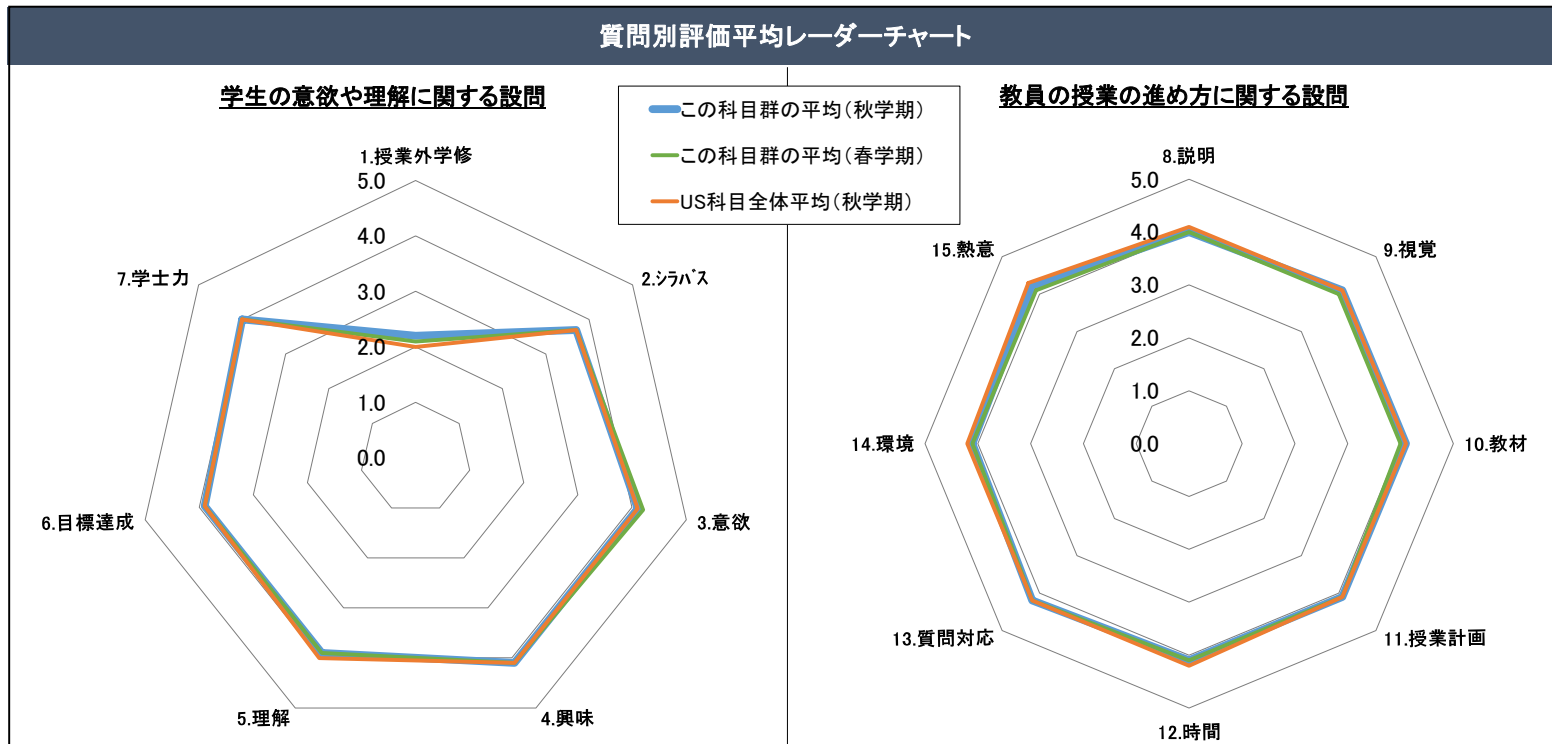 質問別評価平均レーダーチャート
学生の意欲や理解に関する設問
この科目群の平均(秋学期)
この科目群の平均(春学期)
US科目全体平均(秋学期)
教員の授業の進め方に関する設問
1.授業外学修
5.0
4.0
3.0
2.0
1.0
0.0
2.シラバス
3.意欲
4.興味
5.理解
6.目標達成
7.学士力
8.説明
5.0
4.0
3.0
2.0
1.0
0.0
9.視覚
10.教材
11.授業計画
12.時間
13.質問対応
14.環境
15.熱意